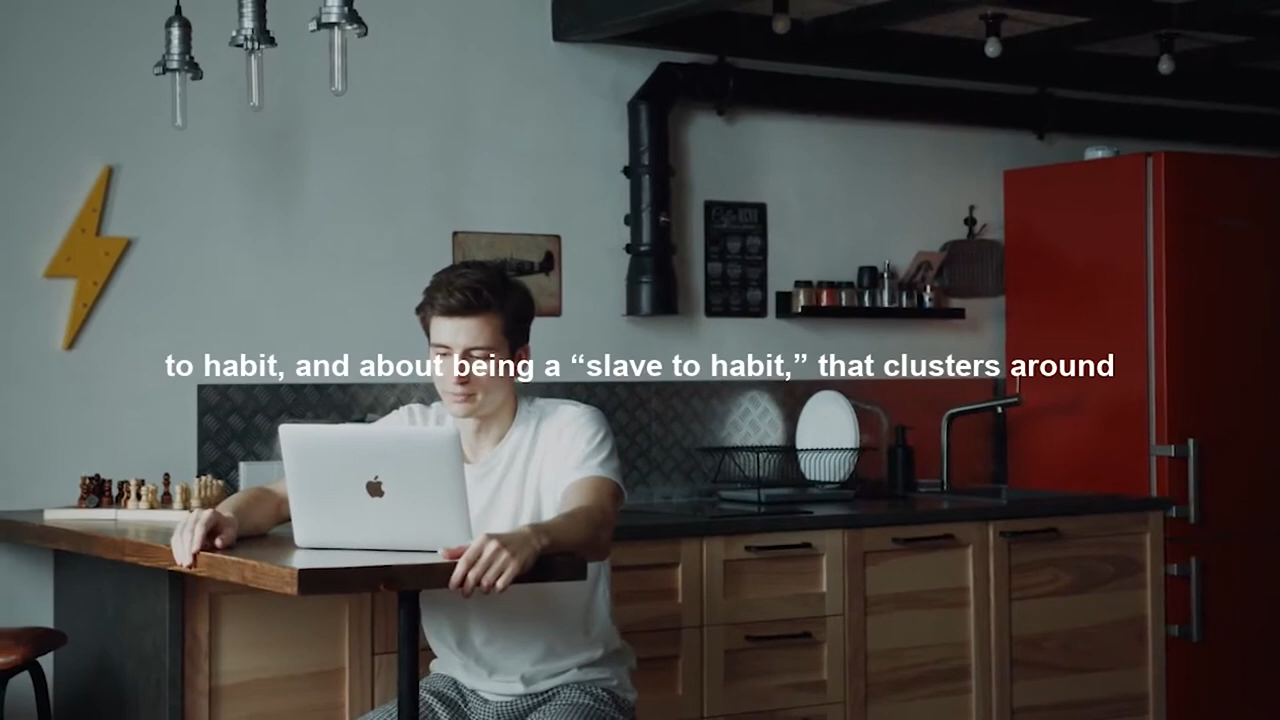 to habit, and about being a “slave to habit,” that clusters around